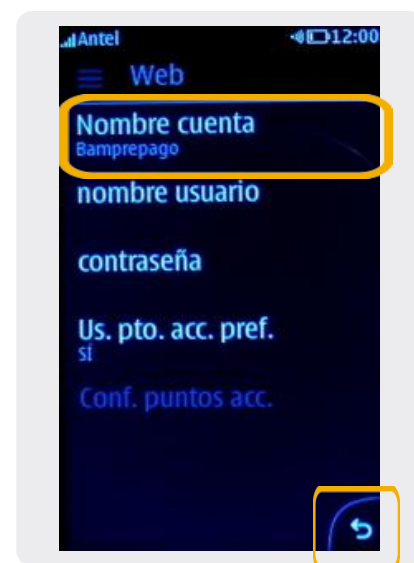 Antel
12:00
Web
Nombre cuenta
Bamprepago
nombre usuario
contraseña
Us. pto. acc. pref.
sí
Conf. puntos acc.